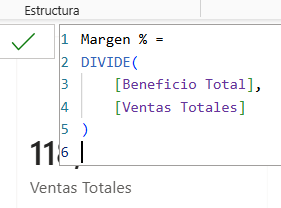 Estructura
1 Margen % =
2 DIVIDE(
3 [Beneficio Total],
4 [Ventas Totales]
5 )
6
Ventas Totales